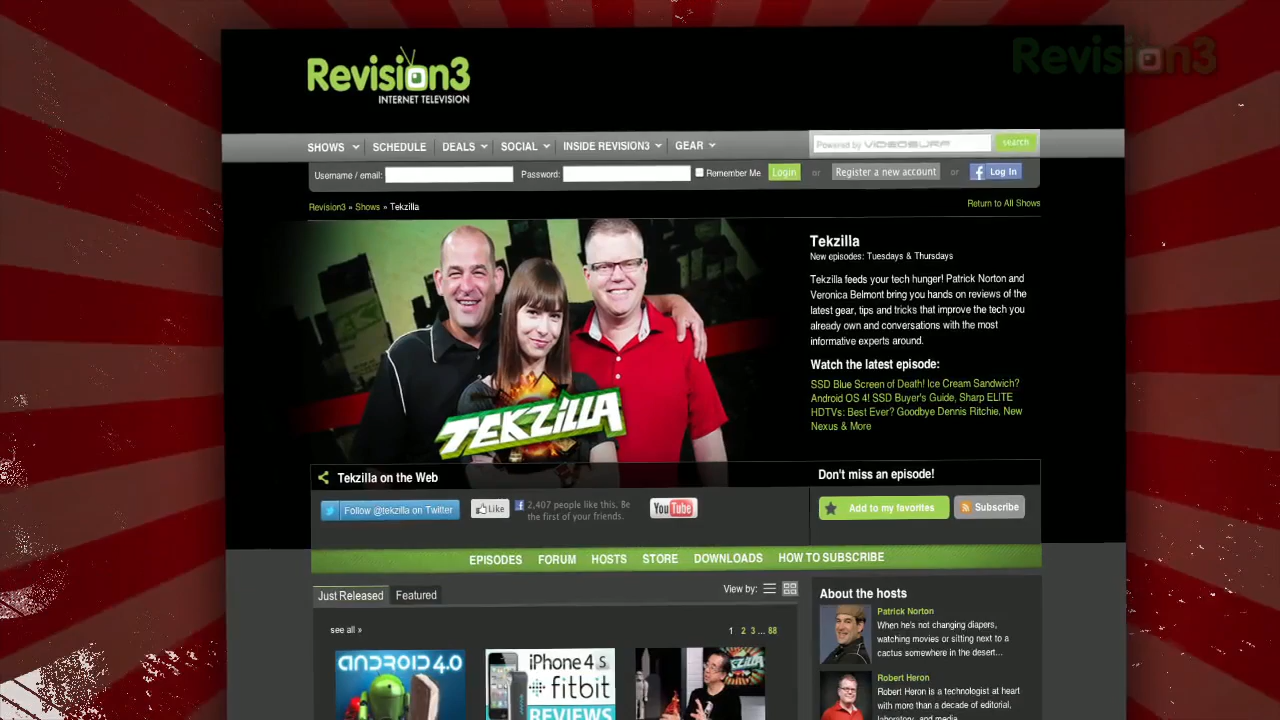 Revision3
INTERNET TELEVISION
Revision3
SHOWS
SCHEDULE
DEALS
SOCIAL
INSIDE REVISION3
GEAR
Powered by VIDEOSURF
search
Username / email:
Password:
Remember Me
Login
or
Register a new account
or
Log In
Revision3 » Shows » Tekzilla
Return to All Shows
TEKZILLA
Tekzilla
New episodes: Tuesdays & Thursdays
Tekzilla feeds your tech hunger! Patrick Norton and
Veronica Belmont bring you hands on reviews of the
latest gear, tips and tricks that improve the tech you
already own and conversations with the most
informative experts around.
Watch the latest episode:
SSD Blue Screen of Death! Ice Cream Sandwich?
Android OS 4! SSD Buyer's Guide, Sharp ELITE
HDTVs: Best Ever? Goodbye Dennis Ritchie, New
Nexus & More
Tekzilla on the Web
Follow @tekzilla on Twitter
Like
2,407 people like this. Be
the first of your friends.
YouTube
Don't miss an episode!
Add to my favorites
Subscribe
EPISODES
FORUM
HOSTS
STORE
DOWNLOADS
HOW TO SUBSCRIBE
Just Released
Featured
View by:
see all »
1 2 3 ... 88
ANDROID 4.0
iPhone 4S
fitbit
REVIEWS
TEKZILLA
About the hosts
Patrick Norton
When he's not changing diapers,
watching movies or sitting next to a
cactus somewhere in the desert...
Robert Heron
Robert Heron is a technologist at heart
with more than a decade of editorial,
laboratory, and media